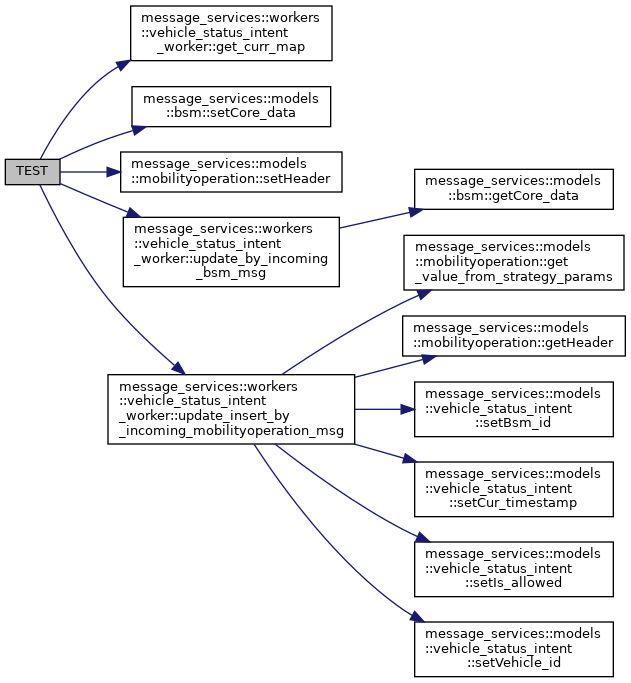 TEST
message_services::workers
::vehicle_status_intent
_worker::get_curr_map
message_services::models
::bsm::setCore_data
message_services::models
::mobilityoperation::setHeader
message_services::workers
::vehicle_status_intent
_worker::update_by_incoming
_bsm_msg
message_services::workers
::vehicle_status_intent
_worker::update_insert_by
_incoming_mobilityoperation_msg
message_services::models
::bsm::getCore_data
message_services::models
::mobilityoperation::get
_value_from_strategy_params
message_services::models
::mobilityoperation::getHeader
message_services::models
::vehicle_status_intent
::setBsm_id
message_services::models
::vehicle_status_intent
::setCur_timestamp
message_services::models
::vehicle_status_intent
::setIs_allowed
message_services::models
::vehicle_status_intent
::setVehicle_id